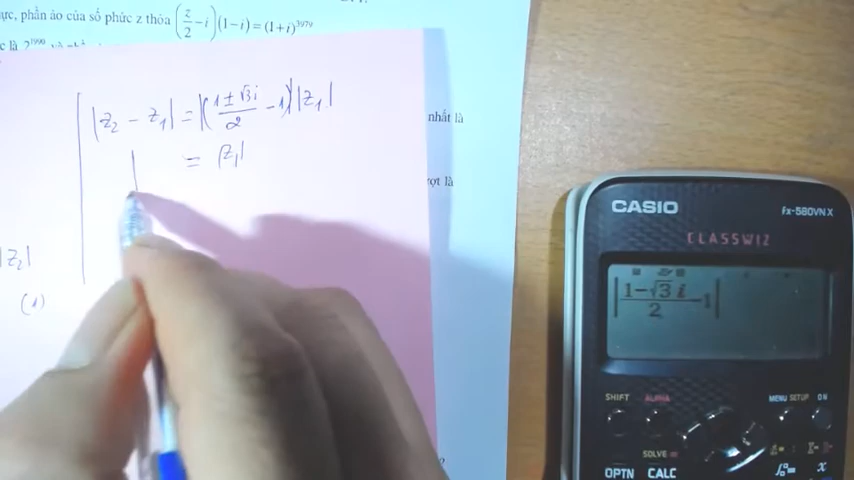 ực, phần ảo của số phức z thỏa (z/2 − i)(1−i) = (1+i)^3979
c là 2^1990
|z₂ − z₁| = |(1±√3i/2 − 1)||z₁|
nhất là
= |z₁|
ợt là
|z₂|
(1)
CASIO fx-580VN X
CLASSWIZ
|1−√3i/2 −1|
SHIFT ALPHA MENU SETUP ON
SOLVE
OPTN CALC x